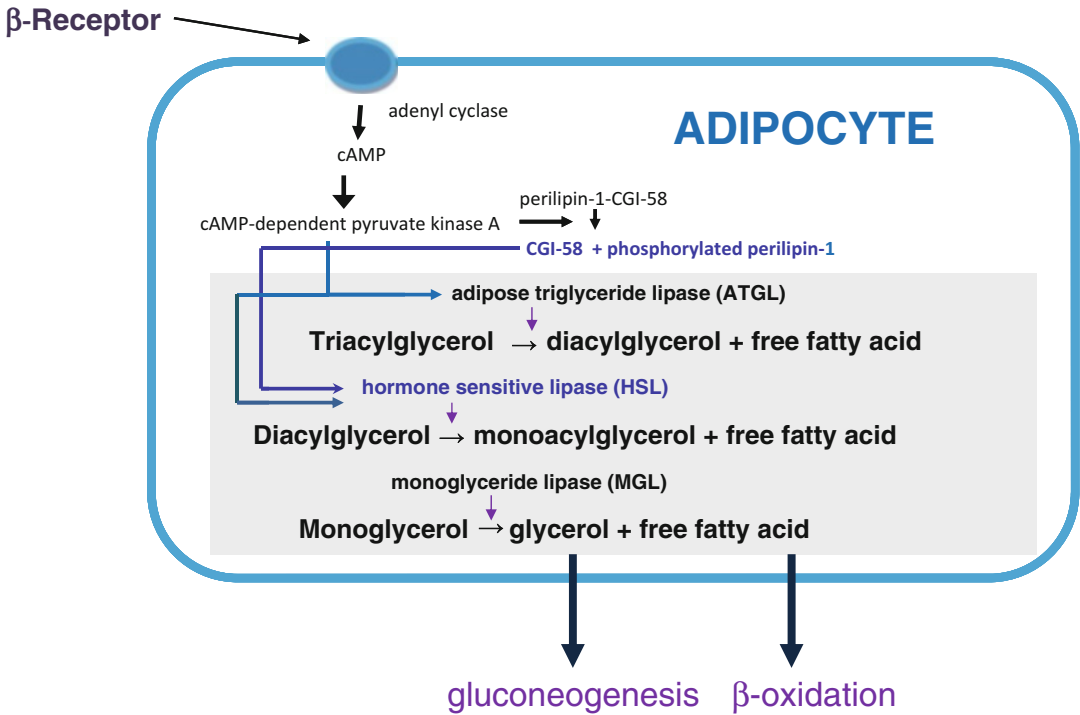 β-Receptor
adenyl cyclase
ADIPOCYTE
cAMP
perilipin-1-CGI-58
cAMP-dependent pyruvate kinase A
CGI-58 + phosphorylated perilipin-1
adipose triglyceride lipase (ATGL)
Triacylglycerol → diacylglycerol + free fatty acid
hormone sensitive lipase (HSL)
Diacylglycerol → monoacylglycerol + free fatty acid
monoglyceride lipase (MGL)
Monoglycerol → glycerol + free fatty acid
gluconeogenesis β-oxidation